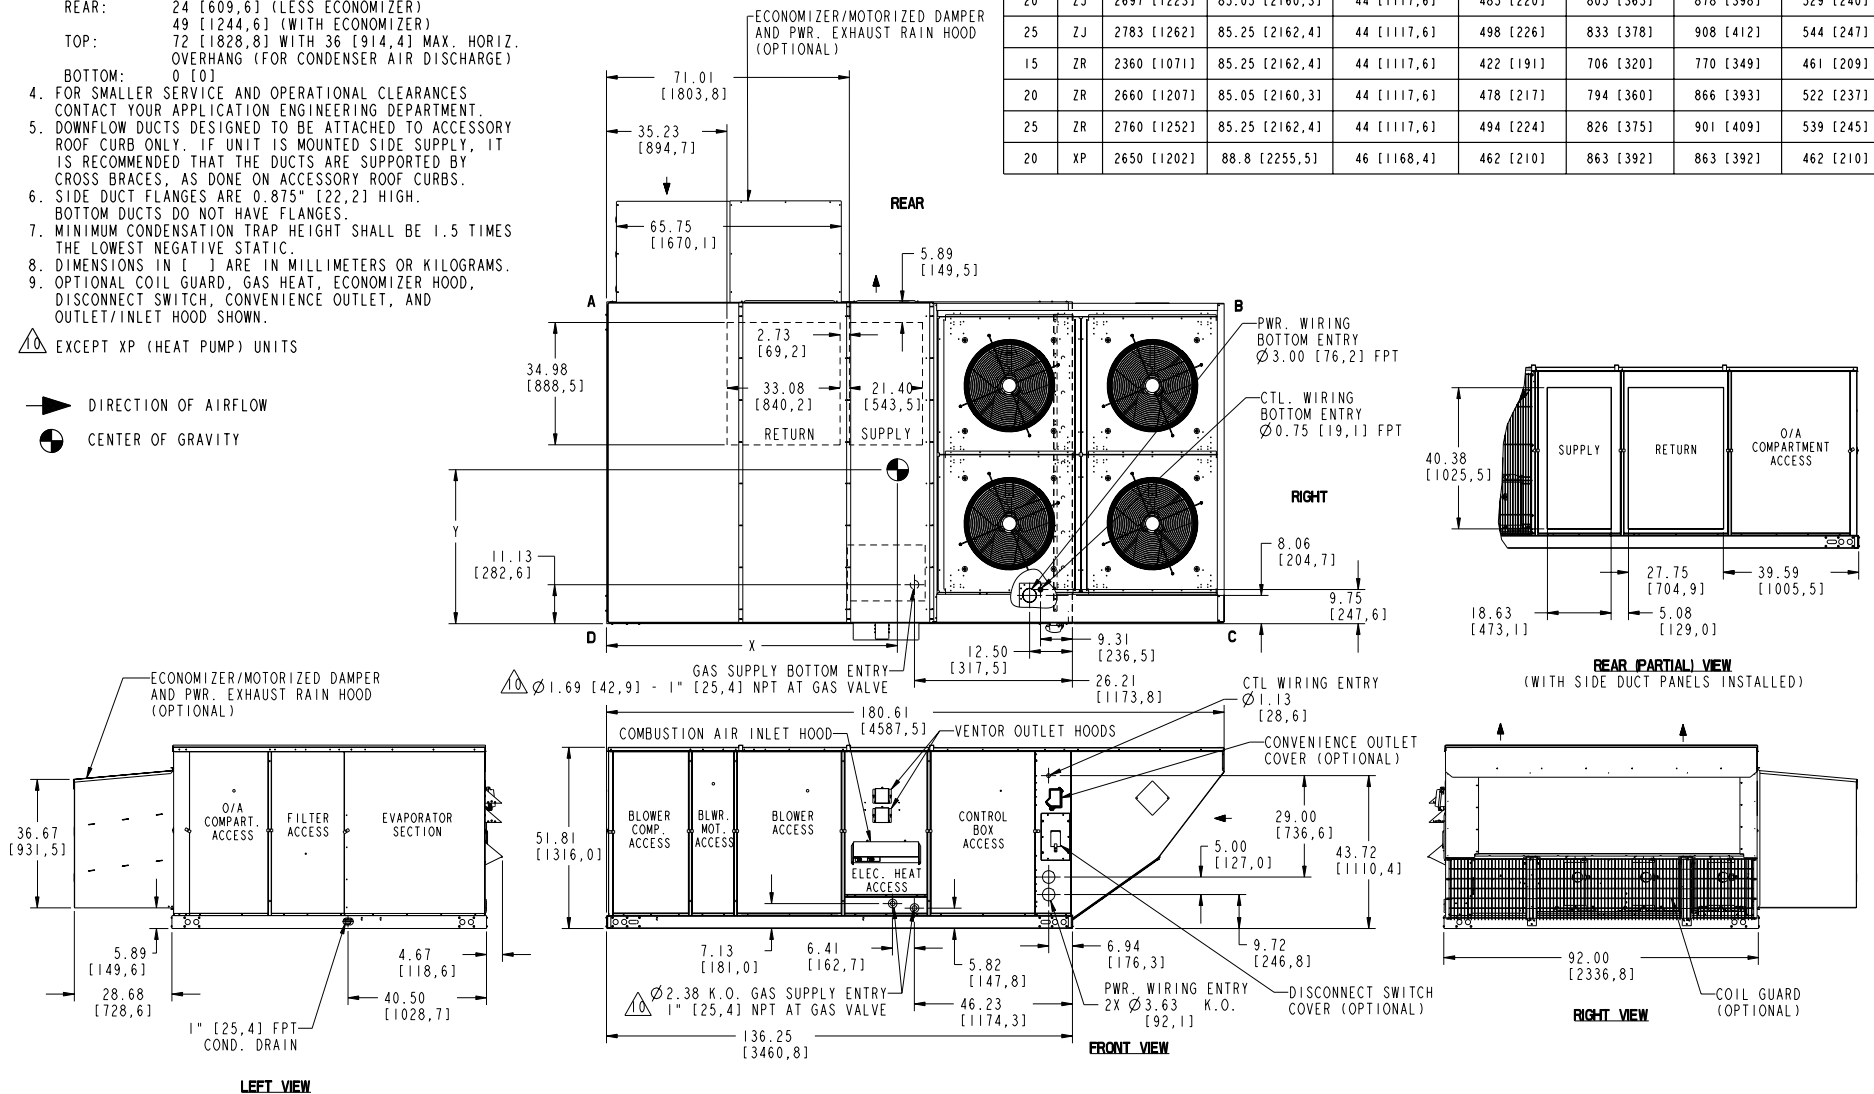 REAR: 24 [609,6] (LESS ECONOMIZER)
49 [1244,6] (WITH ECONOMIZER)
TOP: 72 [1828,8] WITH 36 [914,4] MAX. HORIZ.
OVERHANG (FOR CONDENSER AIR DISCHARGE)
BOTTOM: 0 [0]
4. FOR SMALLER SERVICE AND OPERATIONAL CLEARANCES
CONTACT YOUR APPLICATION ENGINEERING DEPARTMENT.
5. DOWNFLOW DUCTS DESIGNED TO BE ATTACHED TO ACCESSORY
ROOF CURB ONLY. IF UNIT IS MOUNTED SIDE SUPPLY, IT
IS RECOMMENDED THAT THE DUCTS ARE SUPPORTED BY
CROSS BRACES, AS DONE ON ACCESSORY ROOF CURBS.
6. SIDE DUCT FLANGES ARE 0.875" [22,2] HIGH.
BOTTOM DUCTS DO NOT HAVE FLANGES.
7. MINIMUM CONDENSATION TRAP HEIGHT SHALL BE 1.5 TIMES
THE LOWEST NEGATIVE STATIC.
8. DIMENSIONS IN [ ] ARE IN MILLIMETERS OR KILOGRAMS.
9. OPTIONAL COIL GUARD, GAS HEAT, ECONOMIZER HOOD,
DISCONNECT SWITCH, CONVENIENCE OUTLET, AND
OUTLET/INLET HOOD SHOWN.
10 EXCEPT XP (HEAT PUMP) UNITS
DIRECTION OF AIRFLOW
CENTER OF GRAVITY
20 ZJ 2697 [1223] 85.05 [2160,3] 44 [1117,6] 485 [220] 805 [365] 878 [398] 529 [240]
25 ZJ 2783 [1262] 85.25 [2162,4] 44 [1117,6] 498 [226] 833 [378] 908 [412] 544 [247]
15 ZR 2360 [1071] 85.25 [2162,4] 44 [1117,6] 422 [191] 706 [320] 770 [349] 461 [209]
20 ZR 2660 [1207] 85.05 [2160,3] 44 [1117,6] 478 [217] 794 [360] 866 [393] 522 [237]
25 ZR 2760 [1252] 85.25 [2162,4] 44 [1117,6] 494 [224] 826 [375] 901 [409] 539 [245]
20 XP 2650 [1202] 88.8 [2255,5] 46 [1168,4] 462 [210] 863 [392] 863 [392] 462 [210]
ECONOMIZER/MOTORIZED DAMPER
AND PWR. EXHAUST RAIN HOOD
(OPTIONAL)
71.01
[1803,8]
35.23
[894,7]
65.75
[1670,1]
REAR
5.89
[149,5]
A
B
2.73
[69,2]
34.98
[888,5]
33.08
[840,2]
21.40
[543,5]
RETURN
SUPPLY
PWR. WIRING
BOTTOM ENTRY
Ø3.00 [76,2] FPT
CTL. WIRING
BOTTOM ENTRY
Ø0.75 [19,1] FPT
RIGHT
Y
11.13
[282,6]
8.06
[204,7]
9.75
[247,6]
D
X
C
9.31
[236,5]
12.50
[317,5]
26.21
[1173,8]
GAS SUPPLY BOTTOM ENTRY
10 Ø1.69 [42,9] - 1" [25,4] NPT AT GAS VALVE
SUPPLY
RETURN
O/A
COMPARTMENT
ACCESS
40.38
[1025,5]
27.75
[704,9]
39.59
[1005,5]
18.63
[473,1]
5.08
[129,0]
REAR (PARTIAL) VIEW
(WITH SIDE DUCT PANELS INSTALLED)
ECONOMIZER/MOTORIZED DAMPER
AND PWR. EXHAUST RAIN HOOD
(OPTIONAL)
O/A
COMPART.
ACCESS
FILTER
ACCESS
EVAPORATOR
SECTION
36.67
[931,5]
5.89
[149,6]
28.68
[728,6]
4.67
[118,6]
40.50
[1028,7]
1" [25,4] FPT
COND. DRAIN
LEFT VIEW
180.61
[4587,5]
COMBUSTION AIR INLET HOOD
VENTOR OUTLET HOODS
CTL WIRING ENTRY
Ø1.13
[28,6]
CONVENIENCE OUTLET
COVER (OPTIONAL)
51.81
[1316,0]
BLOWER
COMP.
ACCESS
BLWR.
MOT.
ACCESS
BLOWER
ACCESS
ELEC. HEAT
ACCESS
CONTROL
BOX
ACCESS
29.00
[736,6]
5.00
[127,0]
43.72
[1110,4]
7.13
[181,0]
6.41
[162,7]
5.82
[147,8]
6.94
[176,3]
9.72
[246,8]
10 Ø2.38 K.O. GAS SUPPLY ENTRY
1" [25,4] NPT AT GAS VALVE
46.23
[1174,3]
PWR. WIRING ENTRY
2X Ø3.63 K.O.
[92,1]
DISCONNECT SWITCH
COVER (OPTIONAL)
136.25
[3460,8]
FRONT VIEW
92.00
[2336,8]
COIL GUARD
(OPTIONAL)
RIGHT VIEW